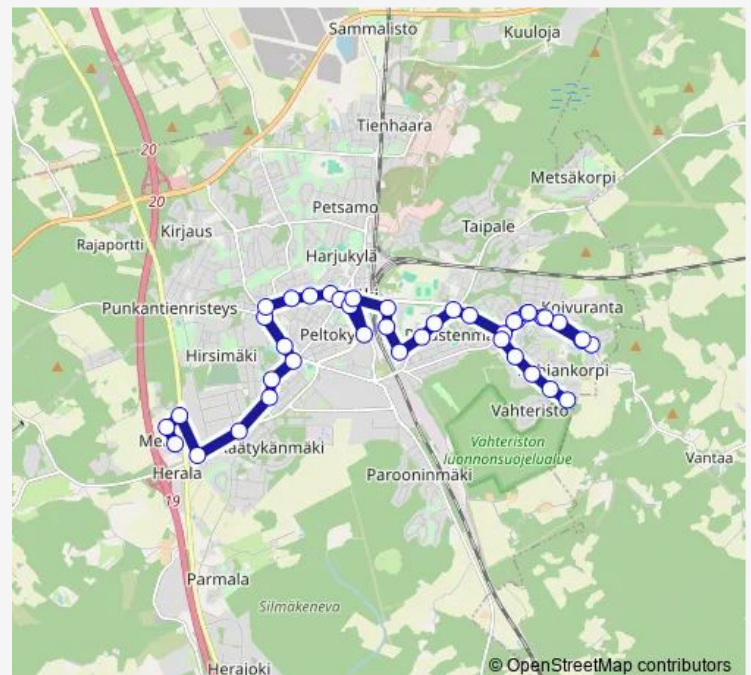 Sammalisto
Kuuloja
Tienhaara
20
Metsäkorpi
20
Petsamo
Taipale
Kirjaus
Rajaportti
Harjukylä
Punkantienristeys
Koivuranta
Peltoky
Hirsimäki
Vahteristo
Vahteriston
luonnonsuojelualue
Vantaa
Herala
Parooninmäki
19
Parmala
Silmäkeneva
Herajoki
© OpenStreetMap contributors